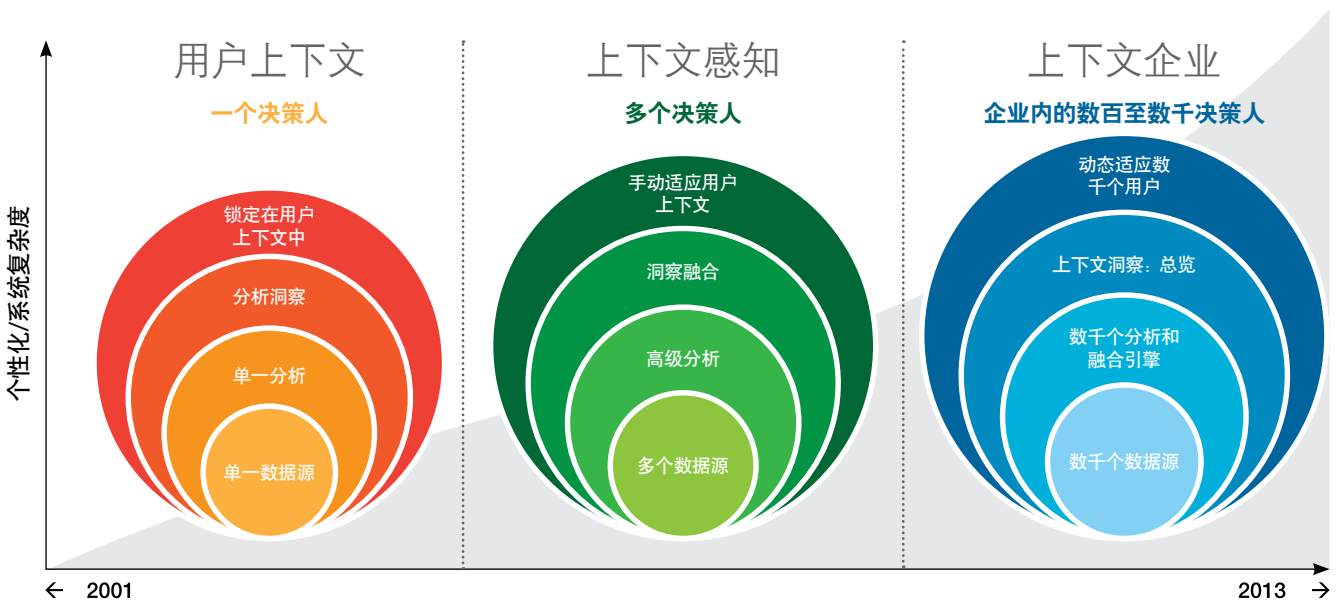 用户上下文
一个决策人
锁定在用户
上下文中
分析洞察
单一分析
单一数据源
上下文感知
多个决策人
手动适应用户
上下文
洞察融合
高级分析
多个数据源
上下文企业
企业内的数百至数千决策人
动态适应数
千个用户
上下文洞察：总览
数千个分析和
融合引擎
数千个数据源
个性化/系统复杂度
← 2001
2013 →